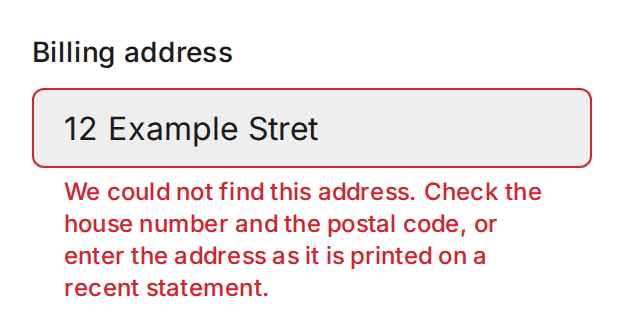 Billing address
12 Example Stret
We could not find this address. Check the
house number and the postal code, or
enter the address as it is printed on a
recent statement.